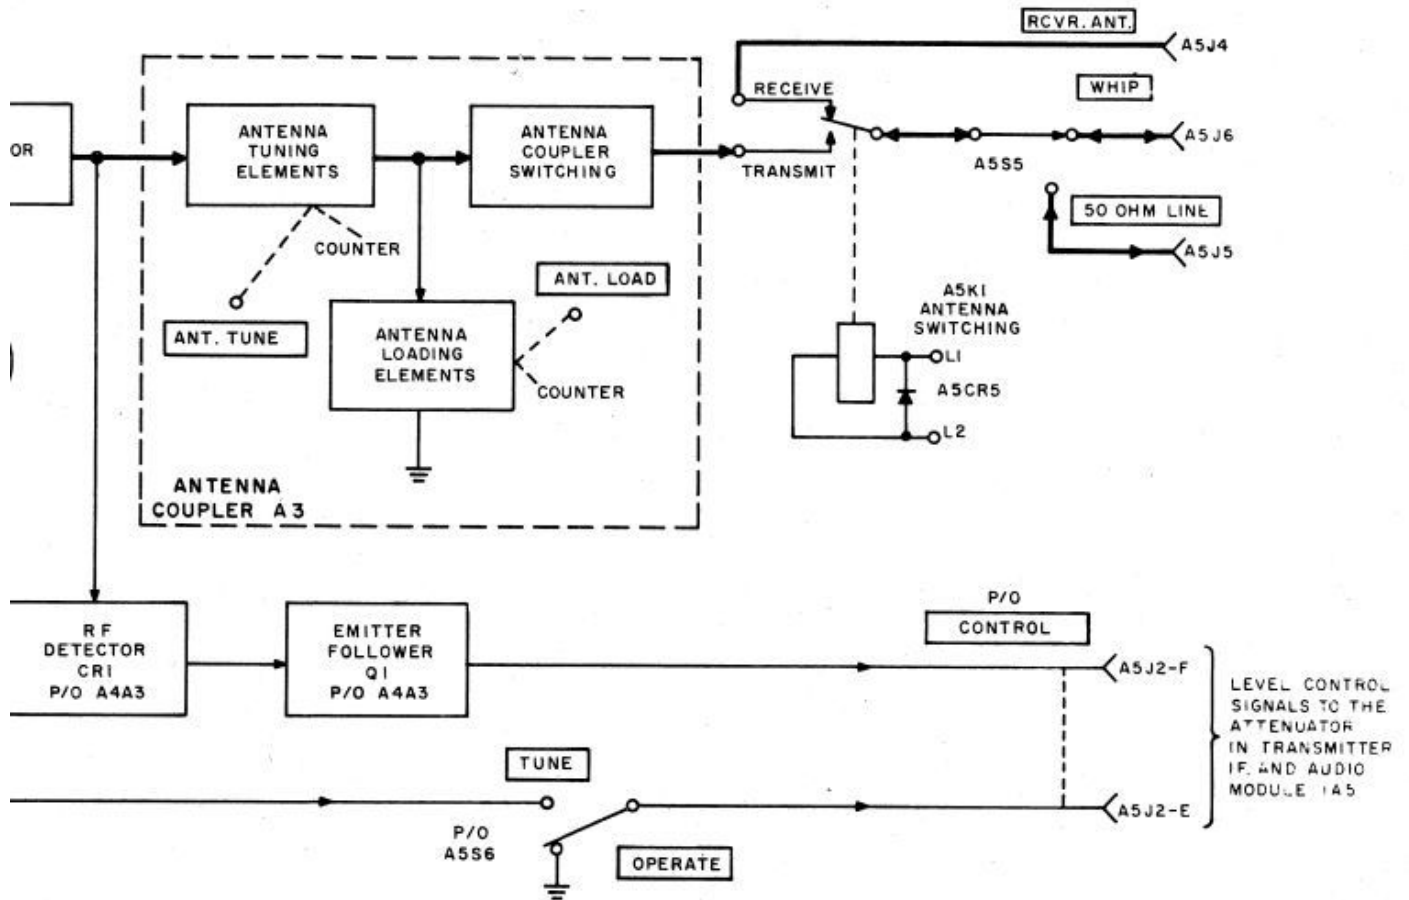 RCVR. ANT.
A5J4
RECEIVE
WHIP
OR
ANTENNA
TUNING
ELEMENTS
ANTENNA
COUPLER
SWITCHING
A5J6
TRANSMIT
A5S5
50 OHM LINE
A5J5
COUNTER
ANT. TUNE
ANT. LOAD
ANTENNA
LOADING
ELEMENTS
COUNTER
A5K1
ANTENNA
SWITCHING
L1
A5CR5
L2
ANTENNA
COUPLER A3
RF
DETECTOR
CR1
P/O A4A3
EMITTER
FOLLOWER
Q1
P/O A4A3
P/O
CONTROL
A5J2-F
LEVEL CONTROL
SIGNALS TO THE
ATTENUATOR
IN TRANSMITTER
IF. AND AUDIO
MODULE 1A5
TUNE
P/O
A5S6
OPERATE
A5J2-E